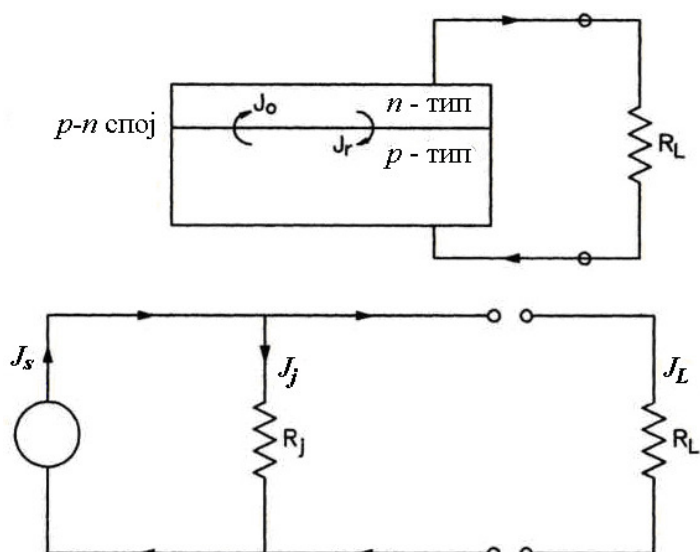 J₀
n - тип
p-n спој
Jᵣ
p - тип
R_L
J_s
J_j
R_j
J_L
R_L